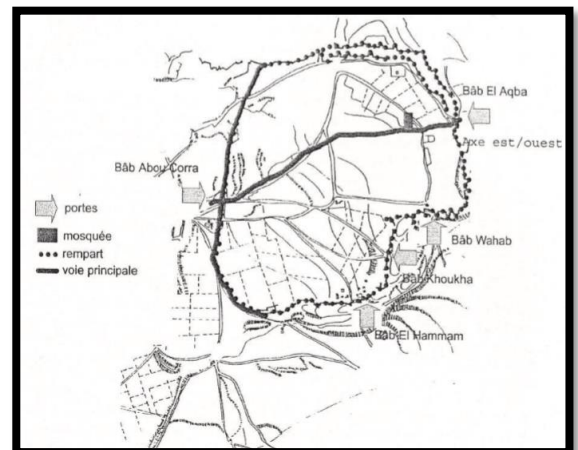 Bâb El Aqba
Axe est/ouest
Bâb Abou Corra
portes
mosquée
rempart
voie principale
Bâb Wahab
Bâb Khoukha
Bâb El Hammam